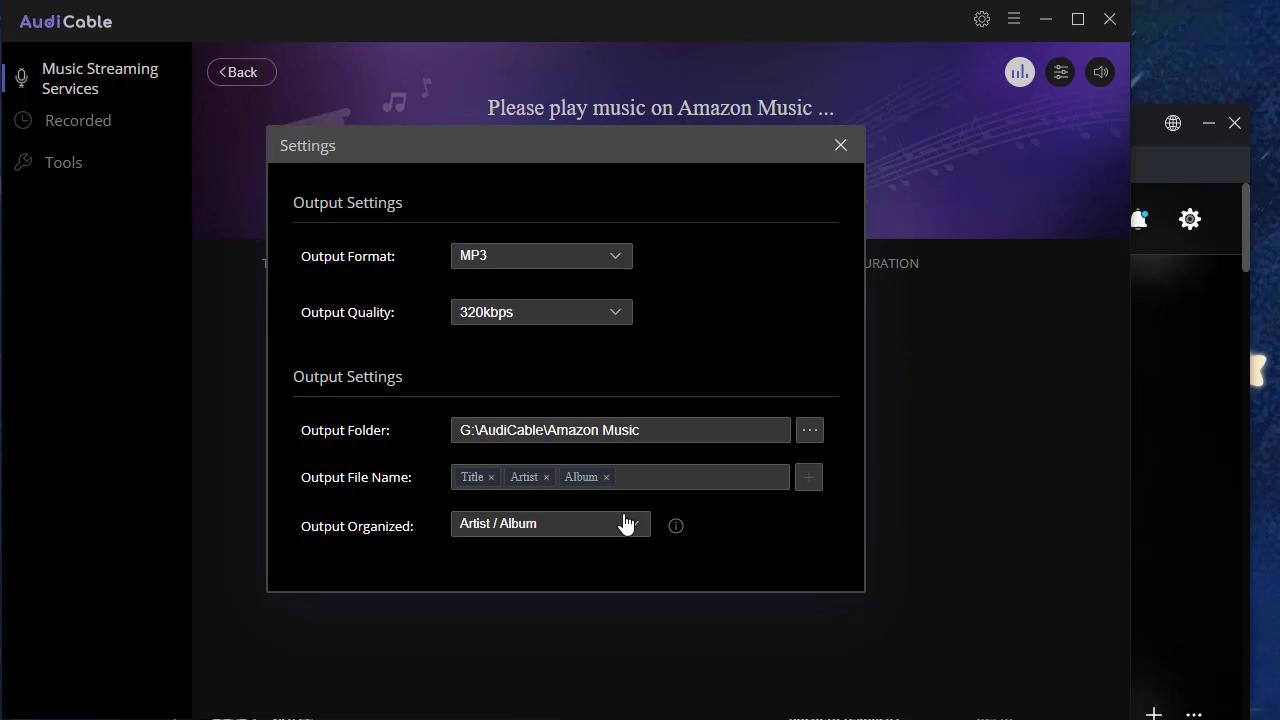 AudiCable
Music Streaming
Services
Recorded
Tools
Back
Please play music on Amazon Music ...
Settings
Output Settings
Output Format:
MP3
Output Quality:
320kbps
Output Settings
Output Folder:
G:\AudiCable\Amazon Music
Output File Name:
Title × Artist × Album ×
Output Organized:
Artist / Album
URATION